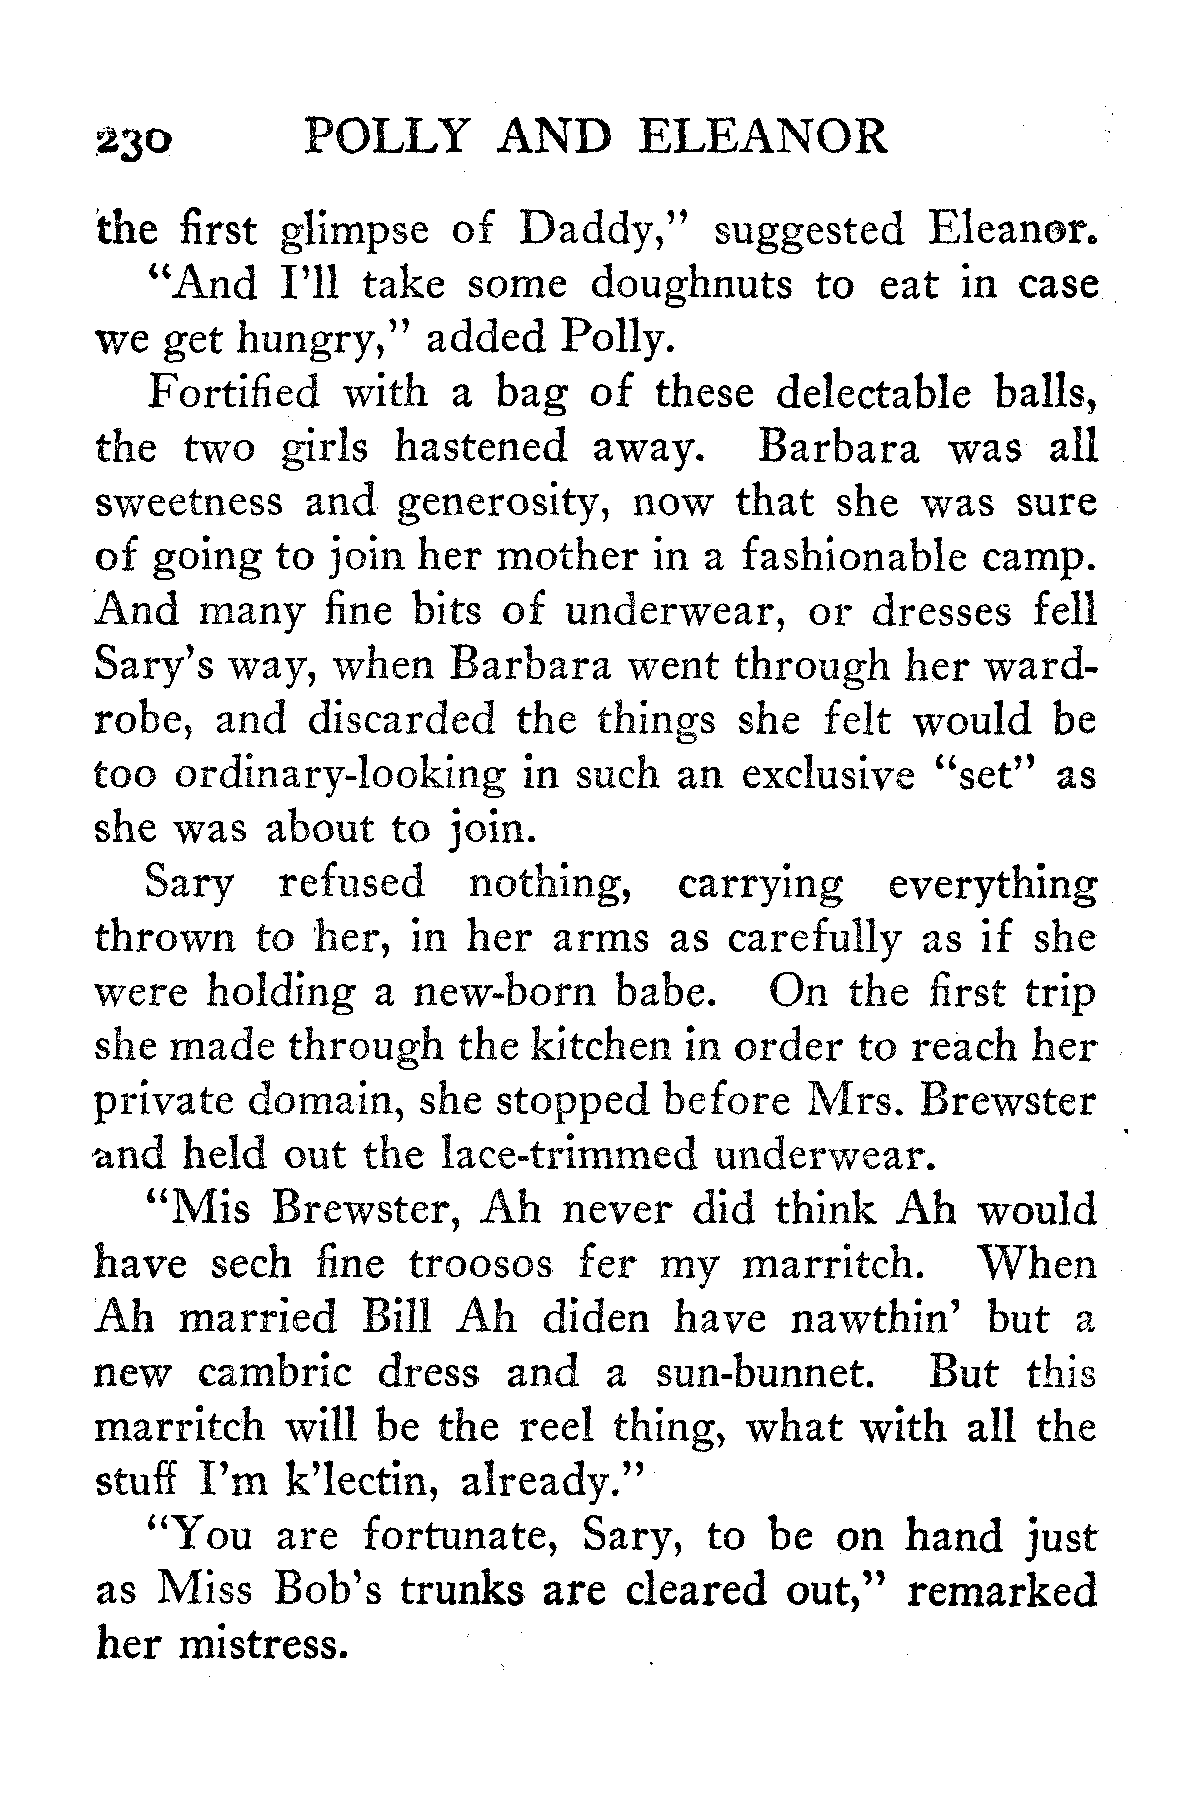 230 POLLY AND ELEANOR
the first glimpse of Daddy,” suggested Eleanor.
“And I’ll take some doughnuts to eat in case
we get hungry,” added Polly.
Fortified with a bag of these delectable balls,
the two girls hastened away. Barbara was all
sweetness and generosity, now that she was sure
of going to join her mother in a fashionable camp.
And many fine bits of underwear, or dresses fell
Sary’s way, when Barbara went through her ward-
robe, and discarded the things she felt would be
too ordinary-looking in such an exclusive “set” as
she was about to join.
Sary refused nothing, carrying everything
thrown to her, in her arms as carefully as if she
were holding a new-born babe. On the first trip
she made through the kitchen in order to reach her
private domain, she stopped before Mrs. Brewster
and held out the lace-trimmed underwear.
“Mis Brewster, Ah never did think Ah would
have sech fine troosos fer my marritch. When
Ah married Bill Ah diden have nawthin’ but a
new cambric dress and a sun-bunnet. But this
marritch will be the reel thing, what with all the
stuff I’m k’lectin, already.”
“You are fortunate, Sary, to be on hand just
as Miss Bob’s trunks are cleared out,” remarked
her mistress.